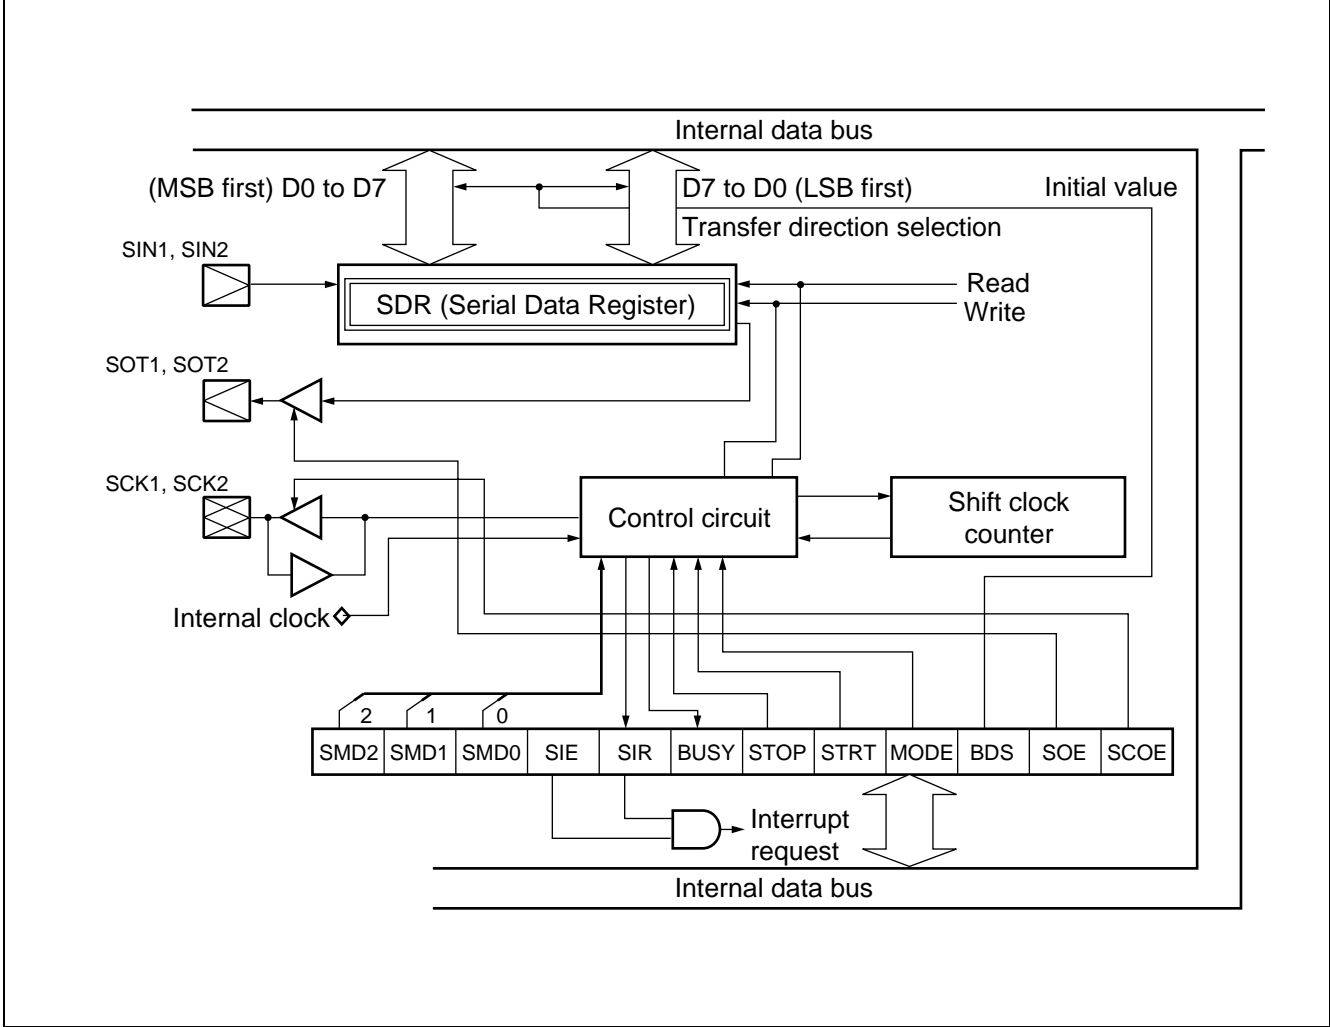 Internal data bus
(MSB first) D0 to D7
D7 to D0 (LSB first)
Initial value
Transfer direction selection
SIN1, SIN2
SDR (Serial Data Register)
Read
Write
SOT1, SOT2
SCK1, SCK2
Control circuit
Shift clock
counter
Internal clock
2 1 0
SMD2 SMD1 SMD0 SIE SIR BUSY STOP STRT MODE BDS SOE SCOE
Interrupt
request
Internal data bus